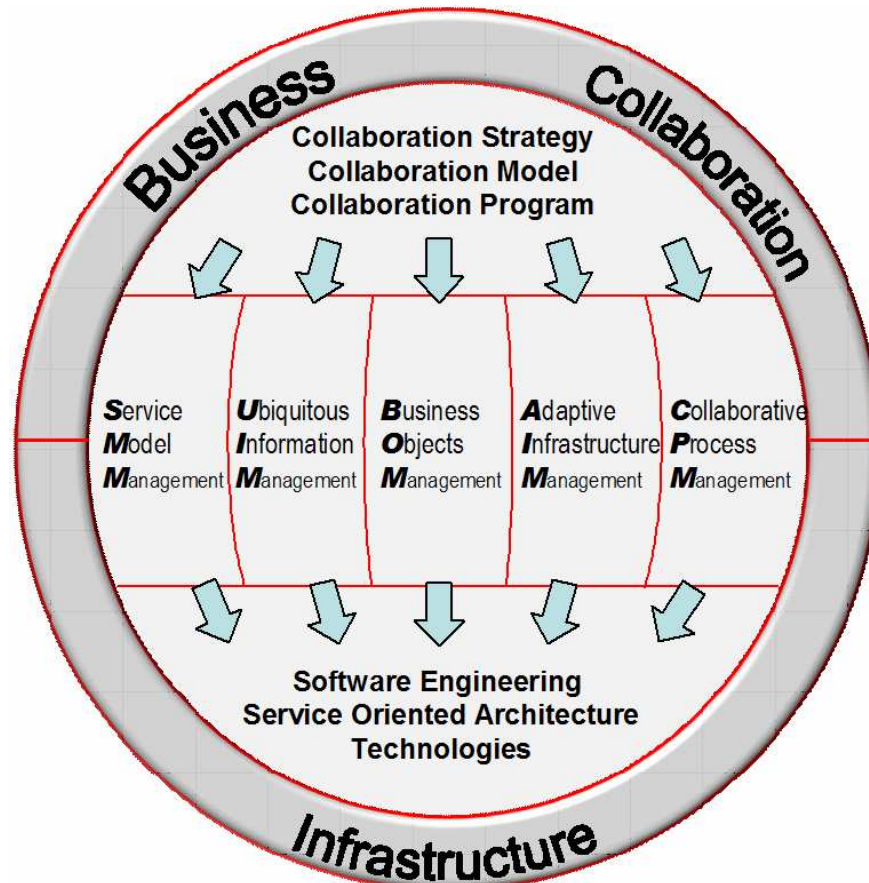 Business Collaboration
Collaboration Strategy
Collaboration Model
Collaboration Program
Service
Model
Management
Ubiquitous
Information
Management
Business
Objects
Management
Adaptive
Infrastructure
Management
Collaborative
Process
Management
Software Engineering
Service Oriented Architecture
Technologies
Infrastructure